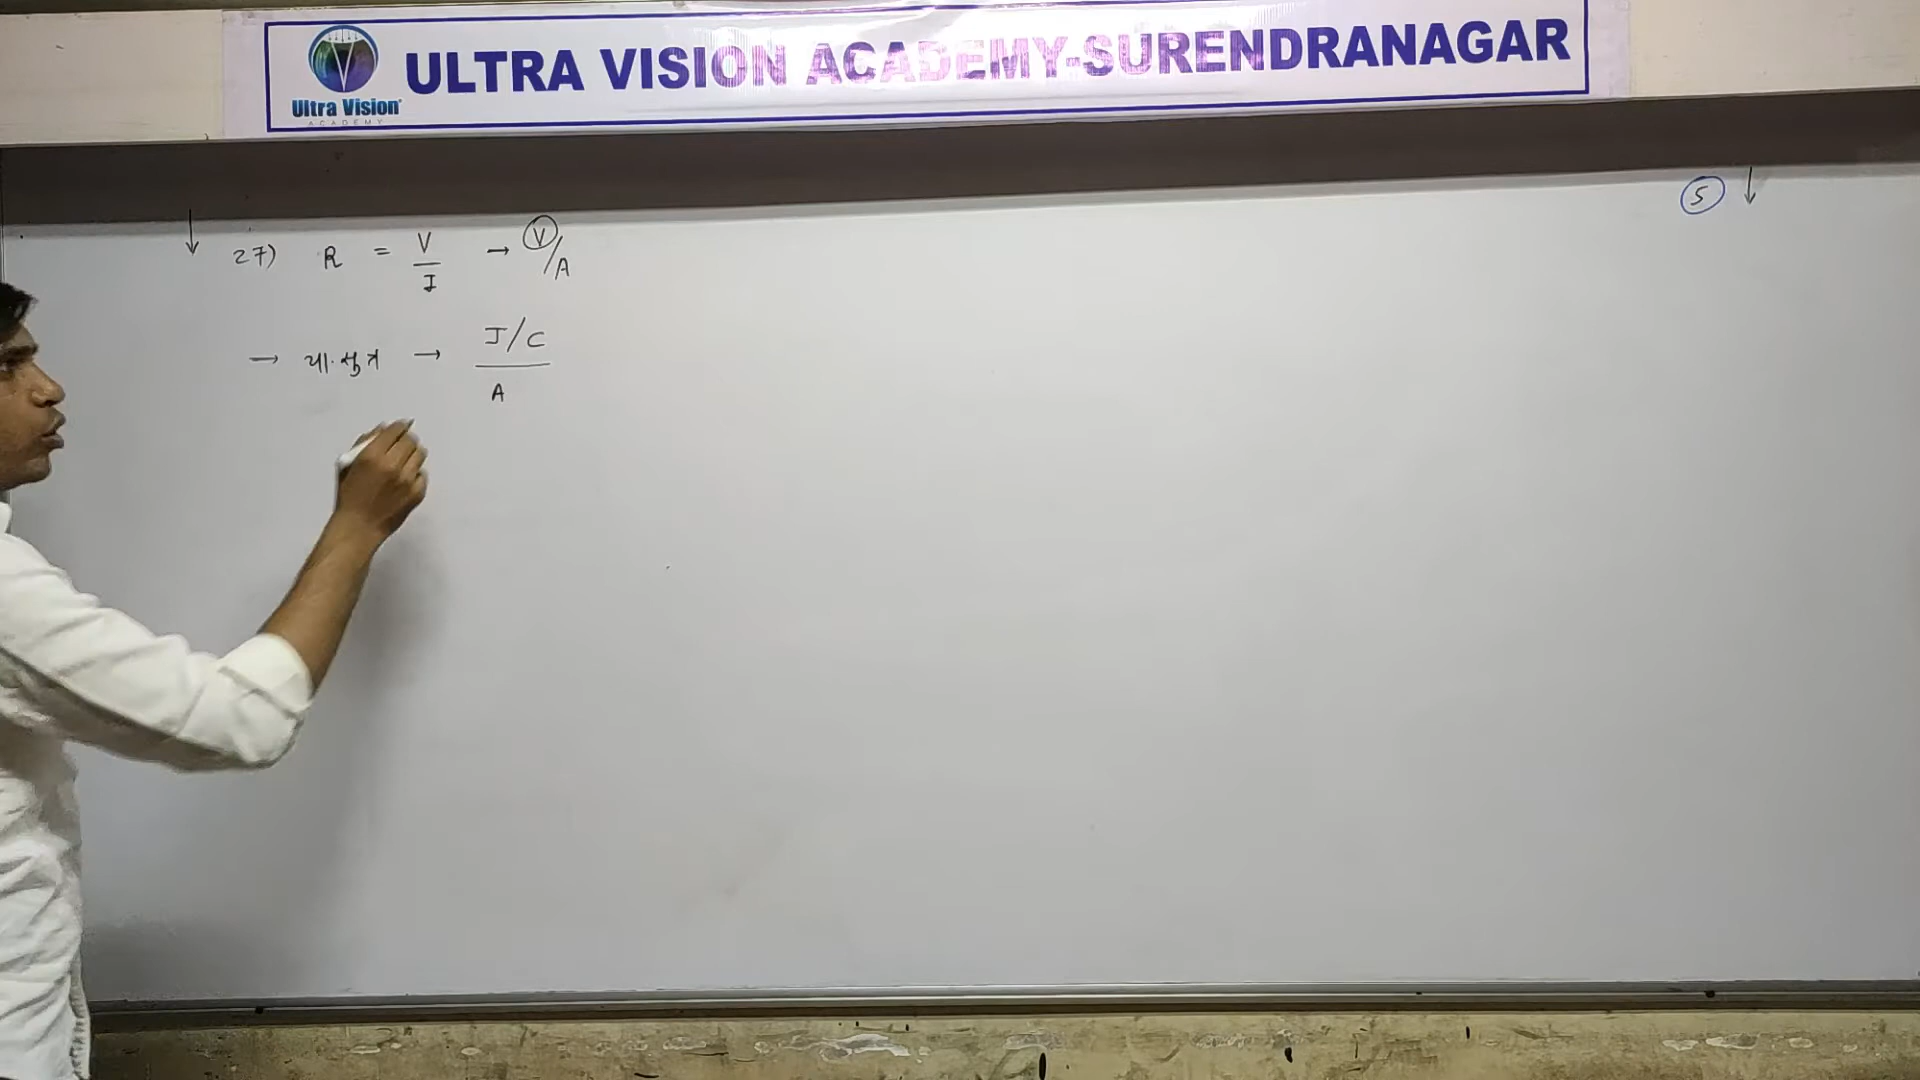 ULTRA VISION ACADEMY-SURENDRANAGAR
Ultra Vision
ACADEMY
5 ↓
↓ 27) R = V/I → V/A
→ પા.સુત્ર → J/C / A